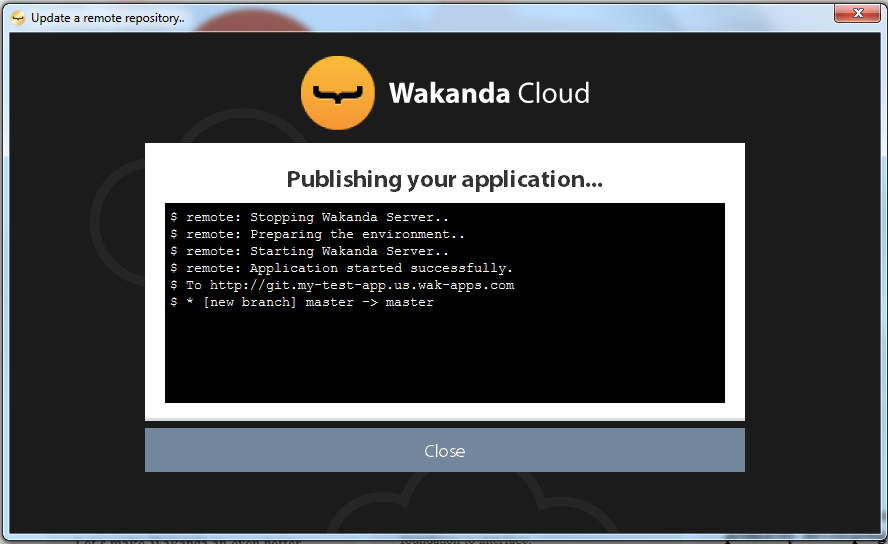 Update a remote repository..
Wakanda Cloud
Publishing your application...
$ remote: Stopping Wakanda Server..
$ remote: Preparing the environment..
$ remote: Starting Wakanda Server..
$ remote: Application started successfully.
$ To http://git.my-test-app.us.wak-apps.com
$ * [new branch] master -> master
Close